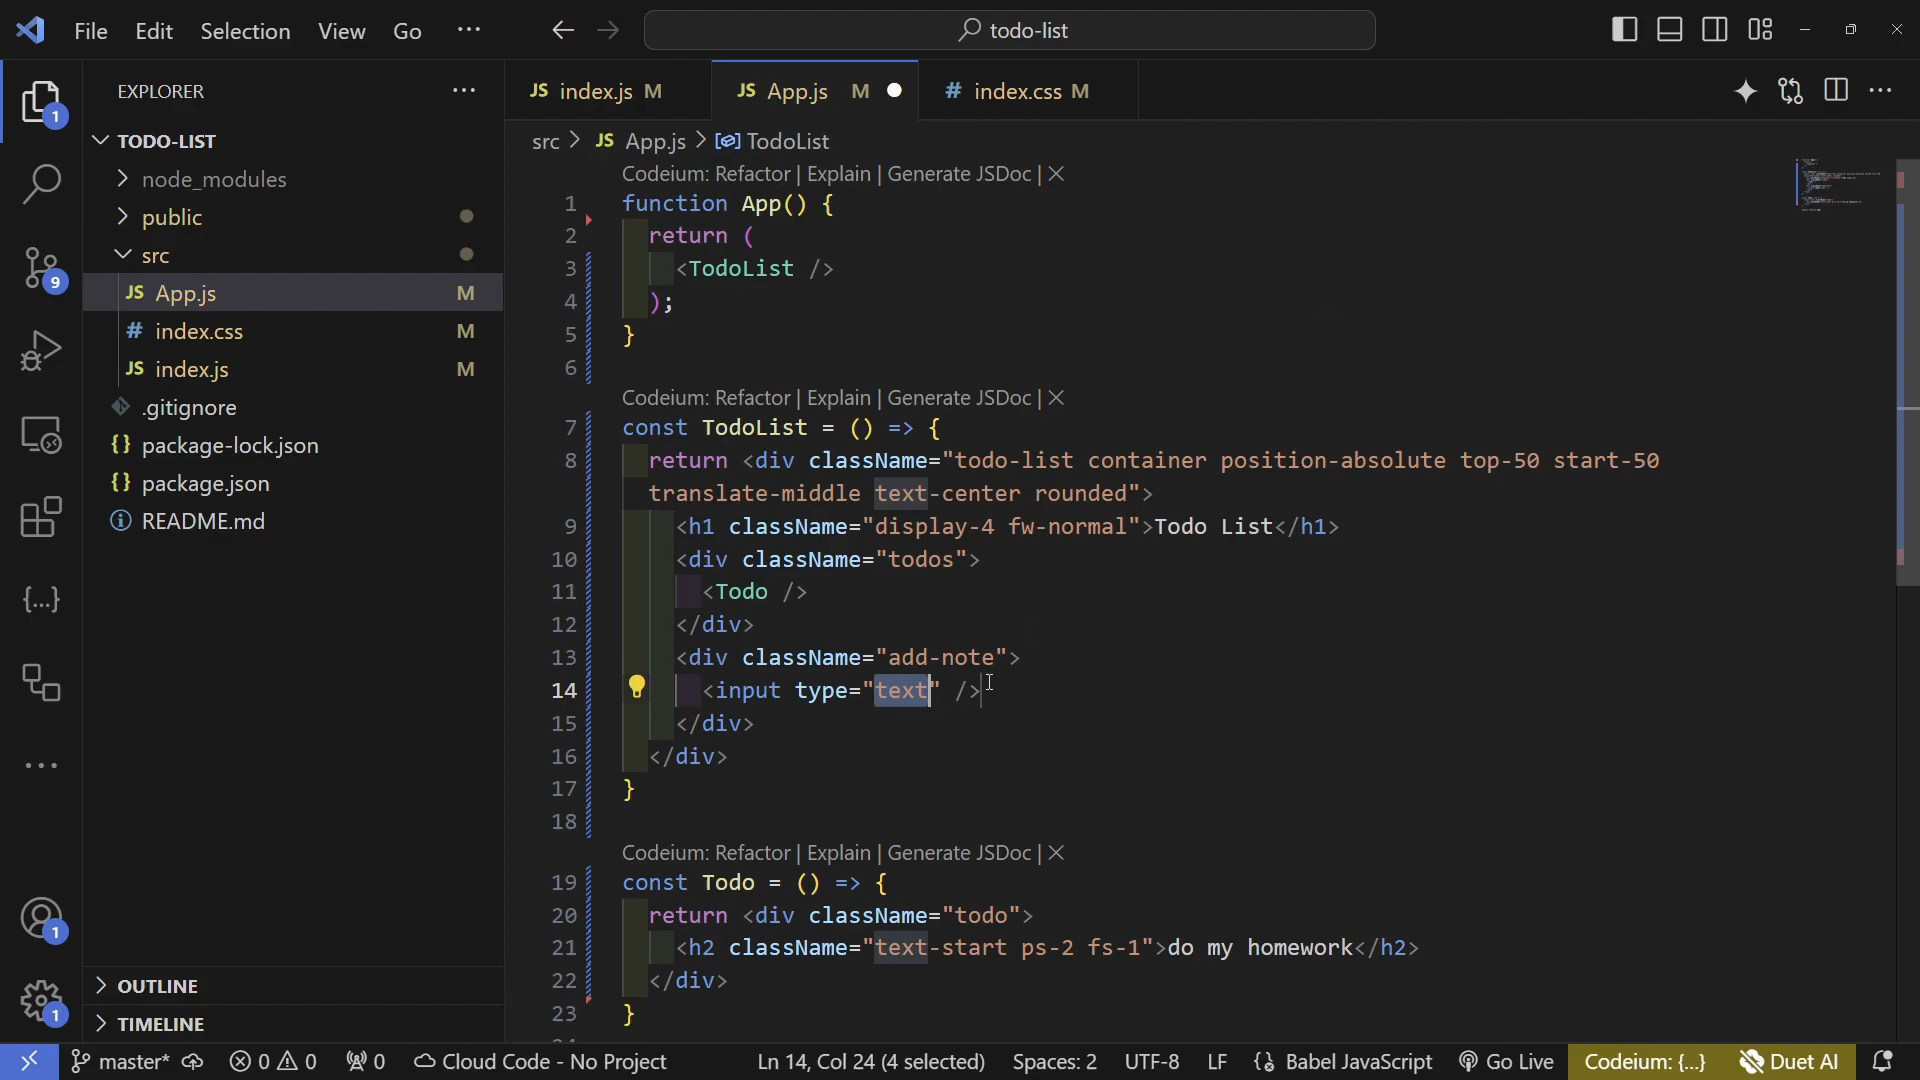 File Edit Selection View Go ···
todo-list
EXPLORER
TODO-LIST
node_modules
public
src
JS App.js M
# index.css M
JS index.js M
.gitignore
{} package-lock.json
{} package.json
README.md
OUTLINE
TIMELINE
1
9
{...}
1
1
JS index.js M
JS App.js M
# index.css M
src > JS App.js > TodoList
Codeium: Refactor | Explain | Generate JSDoc | ×
1 function App() {
2 return (
3 <TodoList />
4 );
5 }
6
Codeium: Refactor | Explain | Generate JSDoc | ×
7 const TodoList = () => {
8 return <div className="todo-list container position-absolute top-50 start-50
translate-middle text-center rounded">
9 <h1 className="display-4 fw-normal">Todo List</h1>
10 <div className="todos">
11 <Todo />
12 </div>
13 <div className="add-note">
14 <input type="text" />
15 </div>
16 </div>
17 }
18
Codeium: Refactor | Explain | Generate JSDoc | ×
19 const Todo = () => {
20 return <div className="todo">
21 <h2 className="text-start ps-2 fs-1">do my homework</h2>
22 </div>
23 }
master* 0 0 0 Cloud Code - No Project Ln 14, Col 24 (4 selected) Spaces: 2 UTF-8 LF {} Babel JavaScript Go Live Codeium: {...} Duet AI